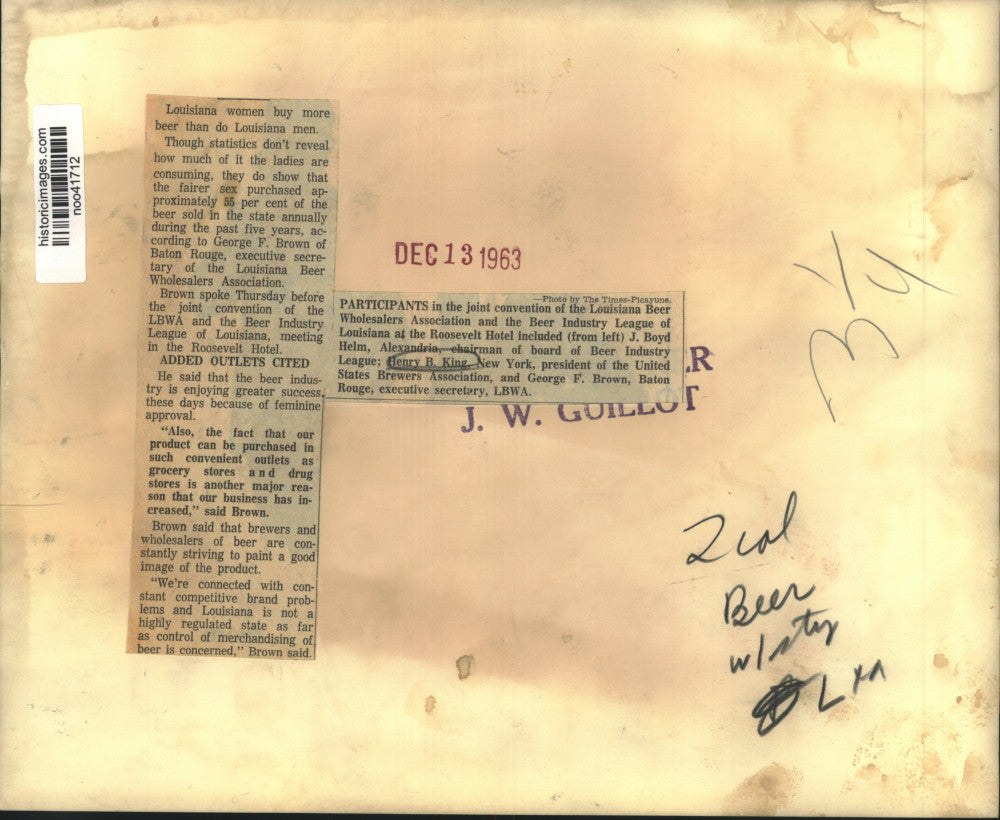 historicimages.com
noo41712
Louisiana women buy more
beer than do Louisiana men.
Though statistics don't reveal
how much of it the ladies are
consuming, they do show that
the fairer sex purchased ap-
proximately 55 per cent of the
beer sold in the state annually
during the past five years, ac-
cording to George F. Brown of
Baton Rouge, executive secre-
tary of the Louisiana Beer
Wholesalers Association.
Brown spoke Thursday before
the joint convention of the
LBWA and the Beer Industry
League of Louisiana, meeting
in the Roosevelt Hotel.
ADDED OUTLETS CITED
He said that the beer indus-
try is enjoying greater success
these days because of feminine
approval.
"Also, the fact that our
product can be purchased in
such convenient outlets as
grocery stores and drug
stores is another major rea-
son that our business has in-
creased," said Brown.
Brown said that brewers and
wholesalers of beer are con-
stantly striving to paint a good
image of the product.
"We're connected with con-
stant competitive brand prob-
lems and Louisiana is not a
highly regulated state as far
as control of merchandising of
beer is concerned," Brown said.
DEC 13 1963
—Photo by The Times-Picayune.
PARTICIPANTS in the joint convention of the Louisiana Beer
Wholesalers Association and the Beer Industry League of
Louisiana at the Roosevelt Hotel included (from left) J. Boyd
Helm, Alexandria, chairman of board of Beer Industry
League; Henry B. King, New York, president of the United
States Brewers Association, and George F. Brown, Baton
Rouge, executive secretary, LBWA.
J. W. GUILLOT
3
2 col
Beer
w/sty